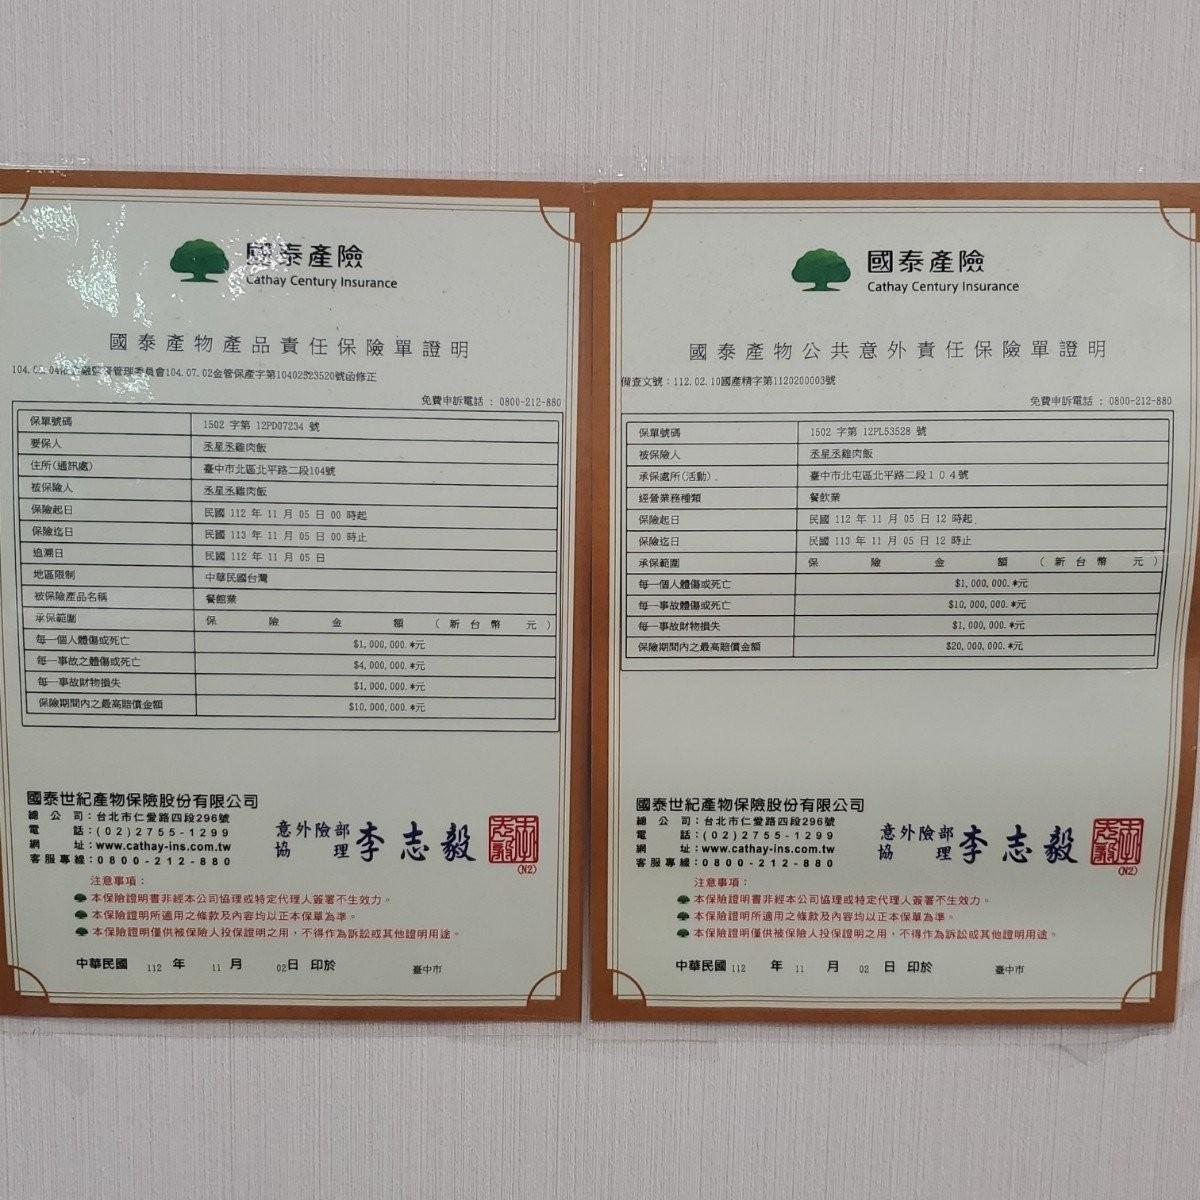 國泰產險
Cathay Century Insurance
國泰產物產品責任保險單證明
104.07.02金管保產字第10402523520號函修正
免費申訴電話：0800-212-880
保單號碼 1502 字第 12PD07234 號
要保人 丞星丞雞肉飯
住所(通訊處) 臺中市北區北平路二段104號
被保險人 丞星丞雞肉飯
保險起日 民國 112 年 11 月 05 日 00 時起
保險迄日 民國 113 年 11 月 05 日 00 時止
追溯日 民國 112 年 11 月 05 日
地區限制 中華民國台灣
被保險產品名稱 餐館業
承保範圍 保 險 金 額 （ 新 台 幣 元 ）
每一個人體傷或死亡 $1,000,000.*元
每一事故之體傷或死亡 $4,000,000.*元
每一事故財物損失 $1,000,000.*元
保險期間內之最高賠償金額 $10,000,000.*元
國泰世紀產物保險股份有限公司
總 公 司：台北市仁愛路四段296號
電 話：(02)2755-1299
網 址：www.cathay-ins.com.tw
客服專線：0800-212-880
意外險部
協 理 李志毅
(N2)
注意事項：
本保險證明書非經本公司協理或特定代理人簽署不生效力。
本保險證明所適用之條款及內容均以正本保單為準。
本保險證明僅供被保險人投保證明之用，不得作為訴訟或其他證明用途。
中華民國 112 年 11 月 02日 印於 臺中市
國泰產險
Cathay Century Insurance
國泰產物公共意外責任保險單證明
備查文號：112.02.10國產精字第1120200003號
免費申訴電話：0800-212-880
保單號碼 1502 字第 12PL53528 號
被保險人 丞星丞雞肉飯
承保處所(活動). 臺中市北屯區北平路二段１０４號
經營業務種類 餐飲業
保險起日 民國 112 年 11 月 05 日 12 時起
保險迄日 民國 113 年 11 月 05 日 12 時止
承保範圍 保 險 金 額 （ 新 台 幣 元 ）
每一個人體傷或死亡 $1,000,000.*元
每一事故體傷或死亡 $10,000,000.*元
每一事故財物損失 $1,000,000.*元
保險期間內之最高賠償金額 $20,000,000.*元
國泰世紀產物保險股份有限公司
總 公 司：台北市仁愛路四段296號
電 話：(02)2755-1299
網 址：www.cathay-ins.com.tw
客服專線：0800-212-880
意外險部
協 理 李志毅
(N2)
注意事項：
本保險證明書非經本公司協理或特定代理人簽署不生效力。
本保險證明所適用之條款及內容均以正本保單為準。
本保險證明僅供被保險人投保證明之用，不得作為訴訟或其他證明用途。
中華民國 112 年 11 月 02 日 印於 臺中市